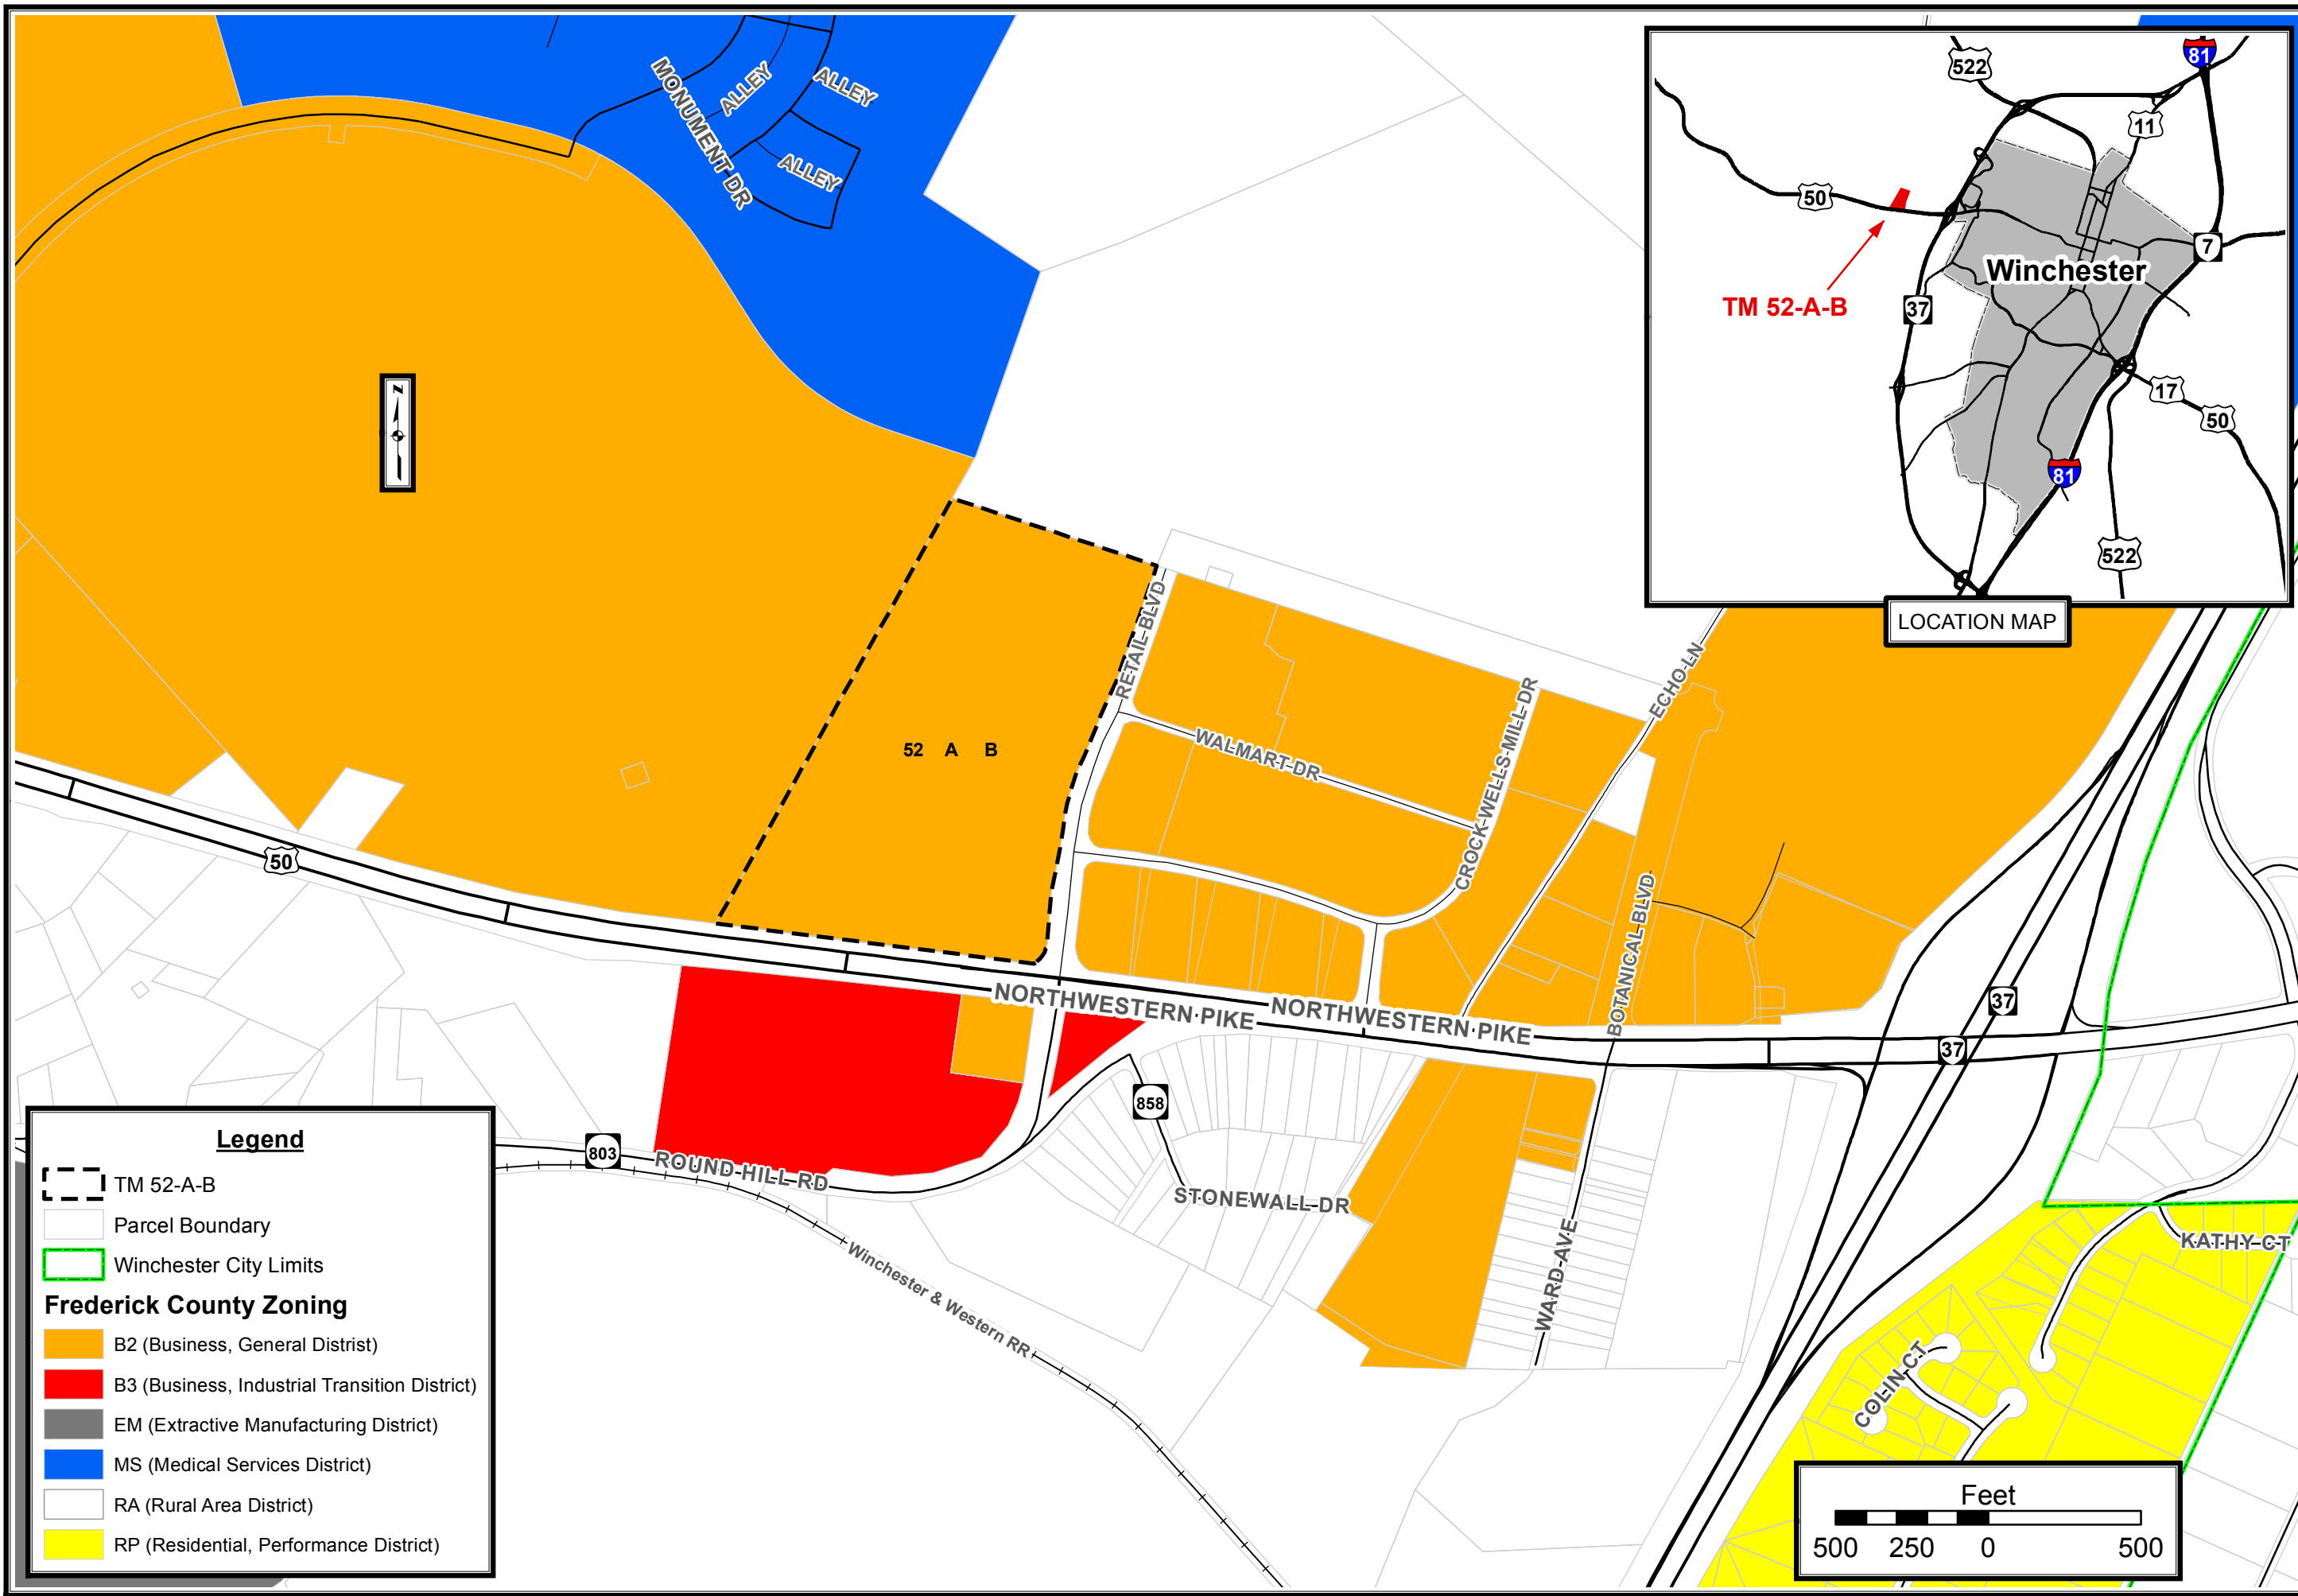 MONUMENT DR
ALLEY
ALLEY
ALLEY
N
522
81
11
50
7
Winchester
TM 52-A-B
37
17
50
81
522
LOCATION MAP
RETAIL BLVD
ECHO LN
WALMART DR
CROCK WELLS MILL DR
52 A B
50
BOTANICAL BLVD
NORTHWESTERN PIKE
NORTHWESTERN PIKE
37
37
858
803
ROUND HILL RD
STONEWALL DR
WARD AVE
KATHY CT
COLIN CT
Winchester & Western RR
Legend
TM 52-A-B
Parcel Boundary
Winchester City Limits
Frederick County Zoning
B2 (Business, General Distrist)
B3 (Business, Industrial Transition District)
EM (Extractive Manufacturing District)
MS (Medical Services District)
RA (Rural Area District)
RP (Residential, Performance District)
Feet
500 250 0 500